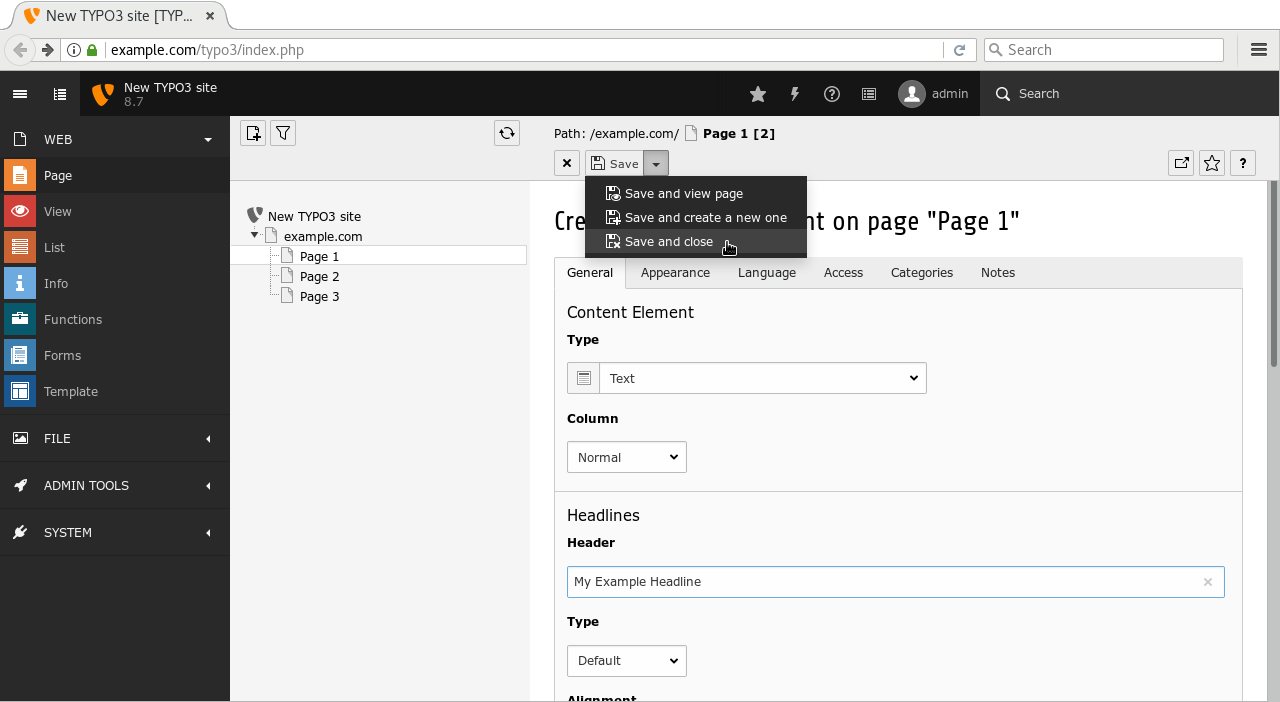 New TYPO3 site [TYP...
example.com/typo3/index.php
Search
New TYPO3 site
8.7
admin
Search
WEB
Page
View
List
Info
Functions
Forms
Template
FILE
ADMIN TOOLS
SYSTEM
New TYPO3 site
example.com
Page 1
Page 2
Page 3
Path: /example.com/ Page 1 [2]
Save
?
Save and view page
Save and create a new one
Save and close
Cre
nt on page "Page 1"
General
Appearance
Language
Access
Categories
Notes
Content Element
Type
Text
Column
Normal
Headlines
Header
My Example Headline
Type
Default
Alignment